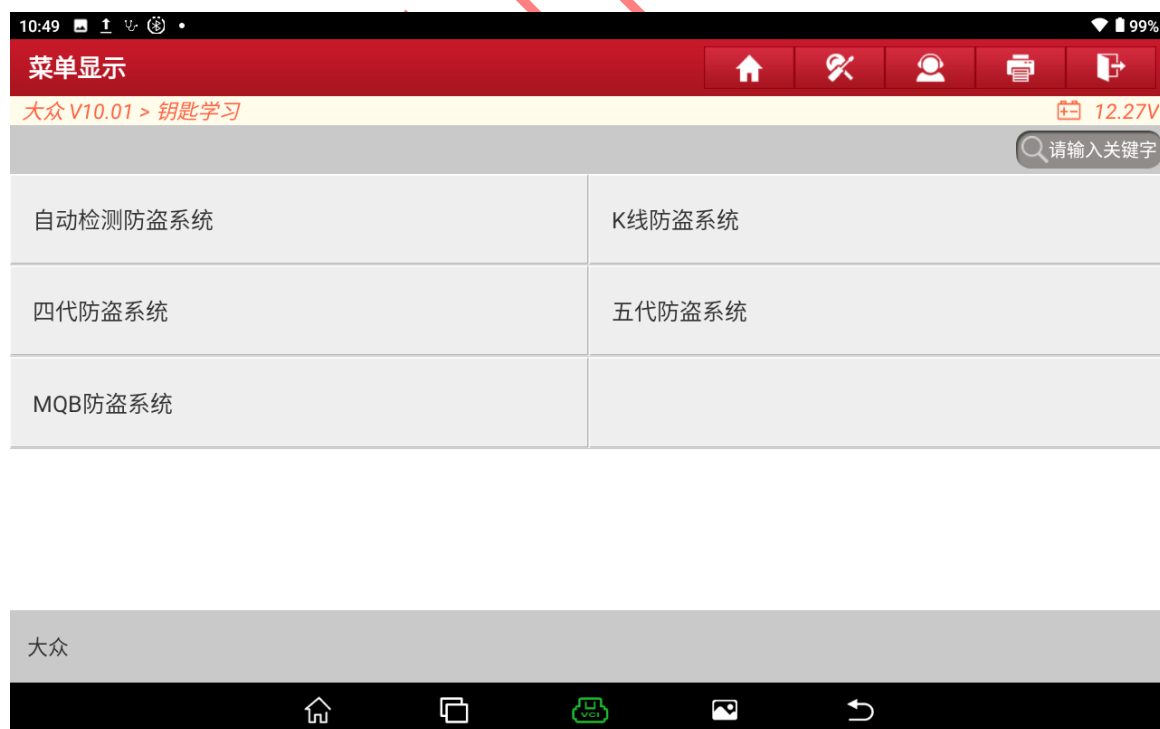 10:49
99%
菜单显示
大众 V10.01 > 钥匙学习
12.27V
请输入关键字
自动检测防盗系统
K线防盗系统
四代防盗系统
五代防盗系统
MQB防盗系统
大众
VCI